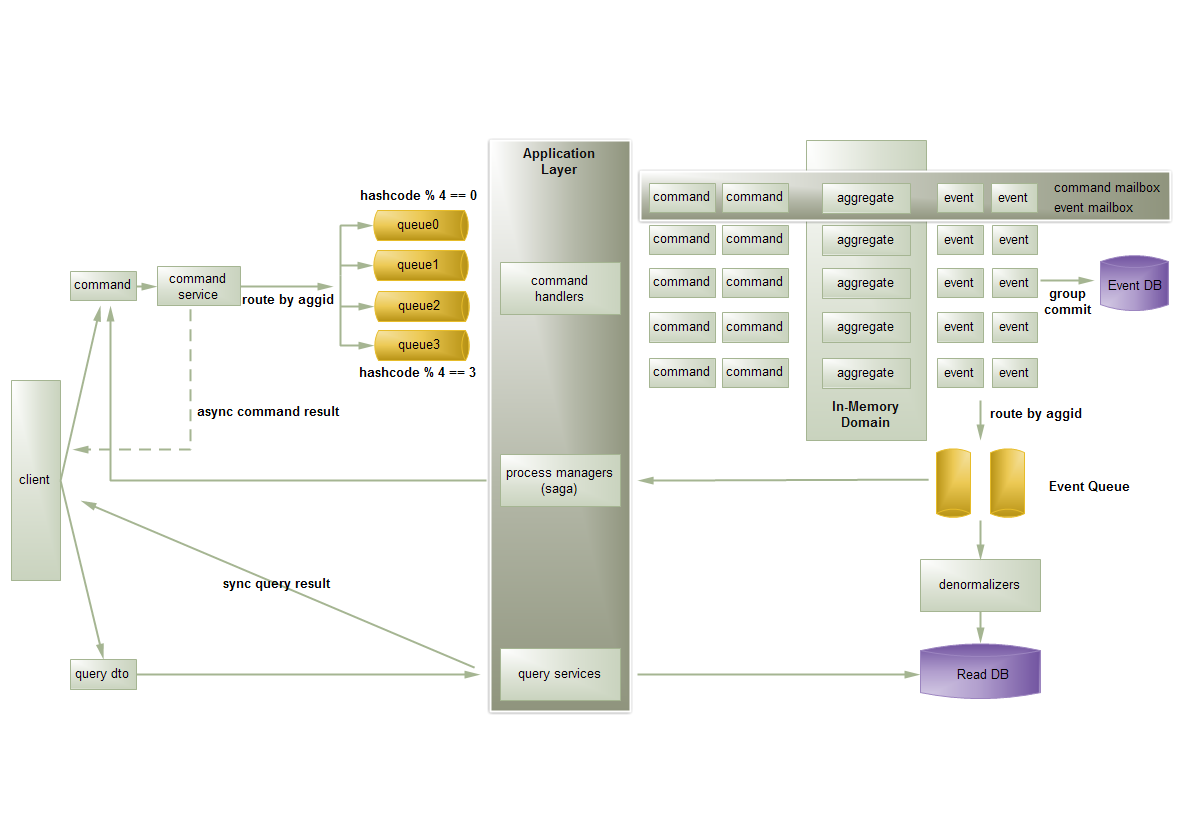 Application
Layer
hashcode % 4 == 0
queue0
queue1
queue2
queue3
hashcode % 4 == 3
command
command
service
route by aggid
async command result
client
sync query result
query dto
command
handlers
process managers
(saga)
query services
command command aggregate event event
command mailbox
event mailbox
command command aggregate event event
command command aggregate event event
command command aggregate event event
command command aggregate event event
In-Memory
Domain
group
commit
Event DB
route by aggid
Event Queue
denormalizers
Read DB